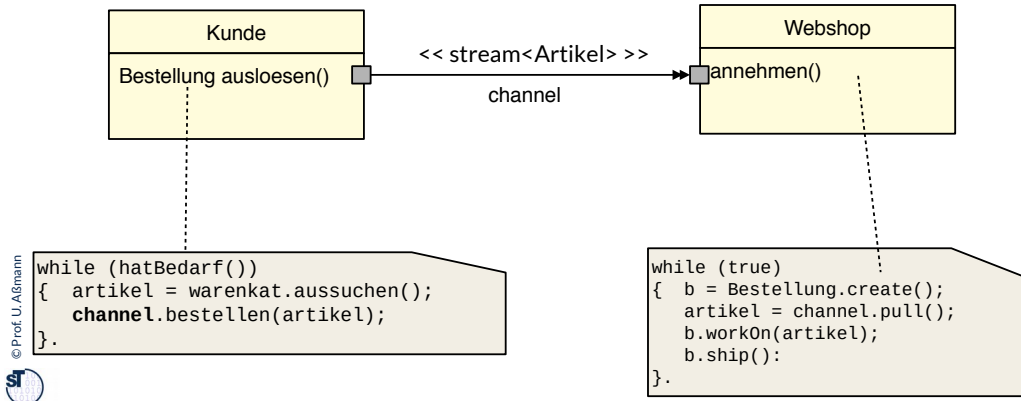 Kunde
Bestellung ausloesen()
<< stream<Artikel> >>
channel
Webshop
annehmen()
while (hatBedarf())
{ artikel = warenkat.aussuchen();
channel.bestellen(artikel);
}.
while (true)
{ b = Bestellung.create();
artikel = channel.pull();
b.workOn(artikel);
b.ship():
}.
© Prof. U. Aßmann
ST